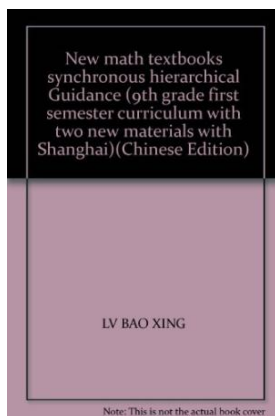 New math textbooks
synchronous hierarchical
Guidance (9th grade first
semester curriculum with
two new materials with
Shanghai)(Chinese Edition)
LV BAO XING
Note: This is not the actual book cover